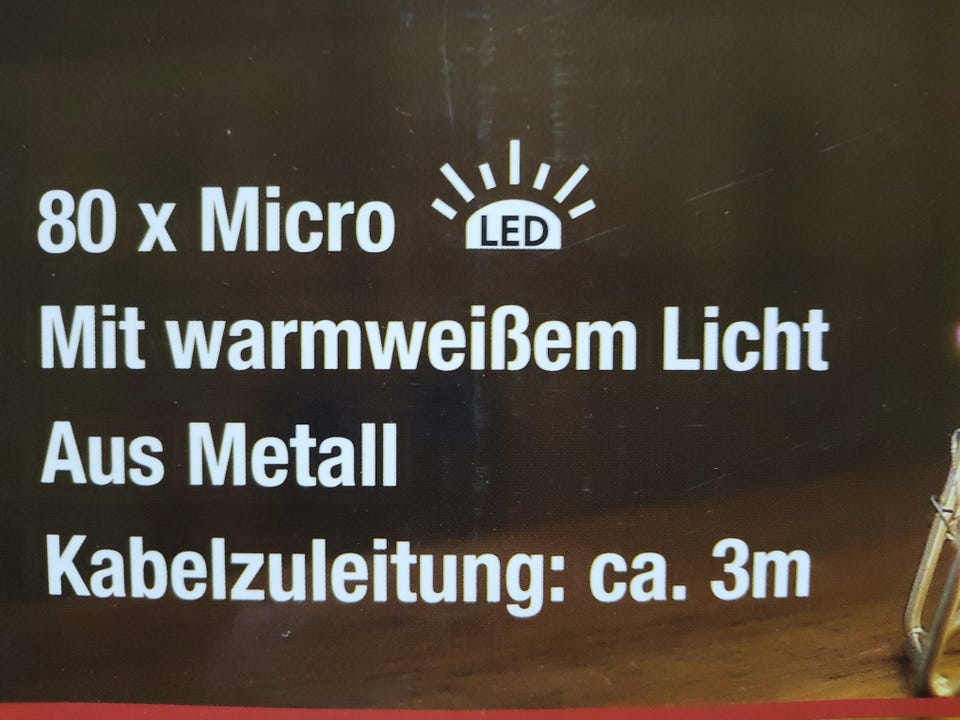 80 x Micro LED
Mit warmweißem Licht
Aus Metall
Kabelzuleitung: ca. 3m